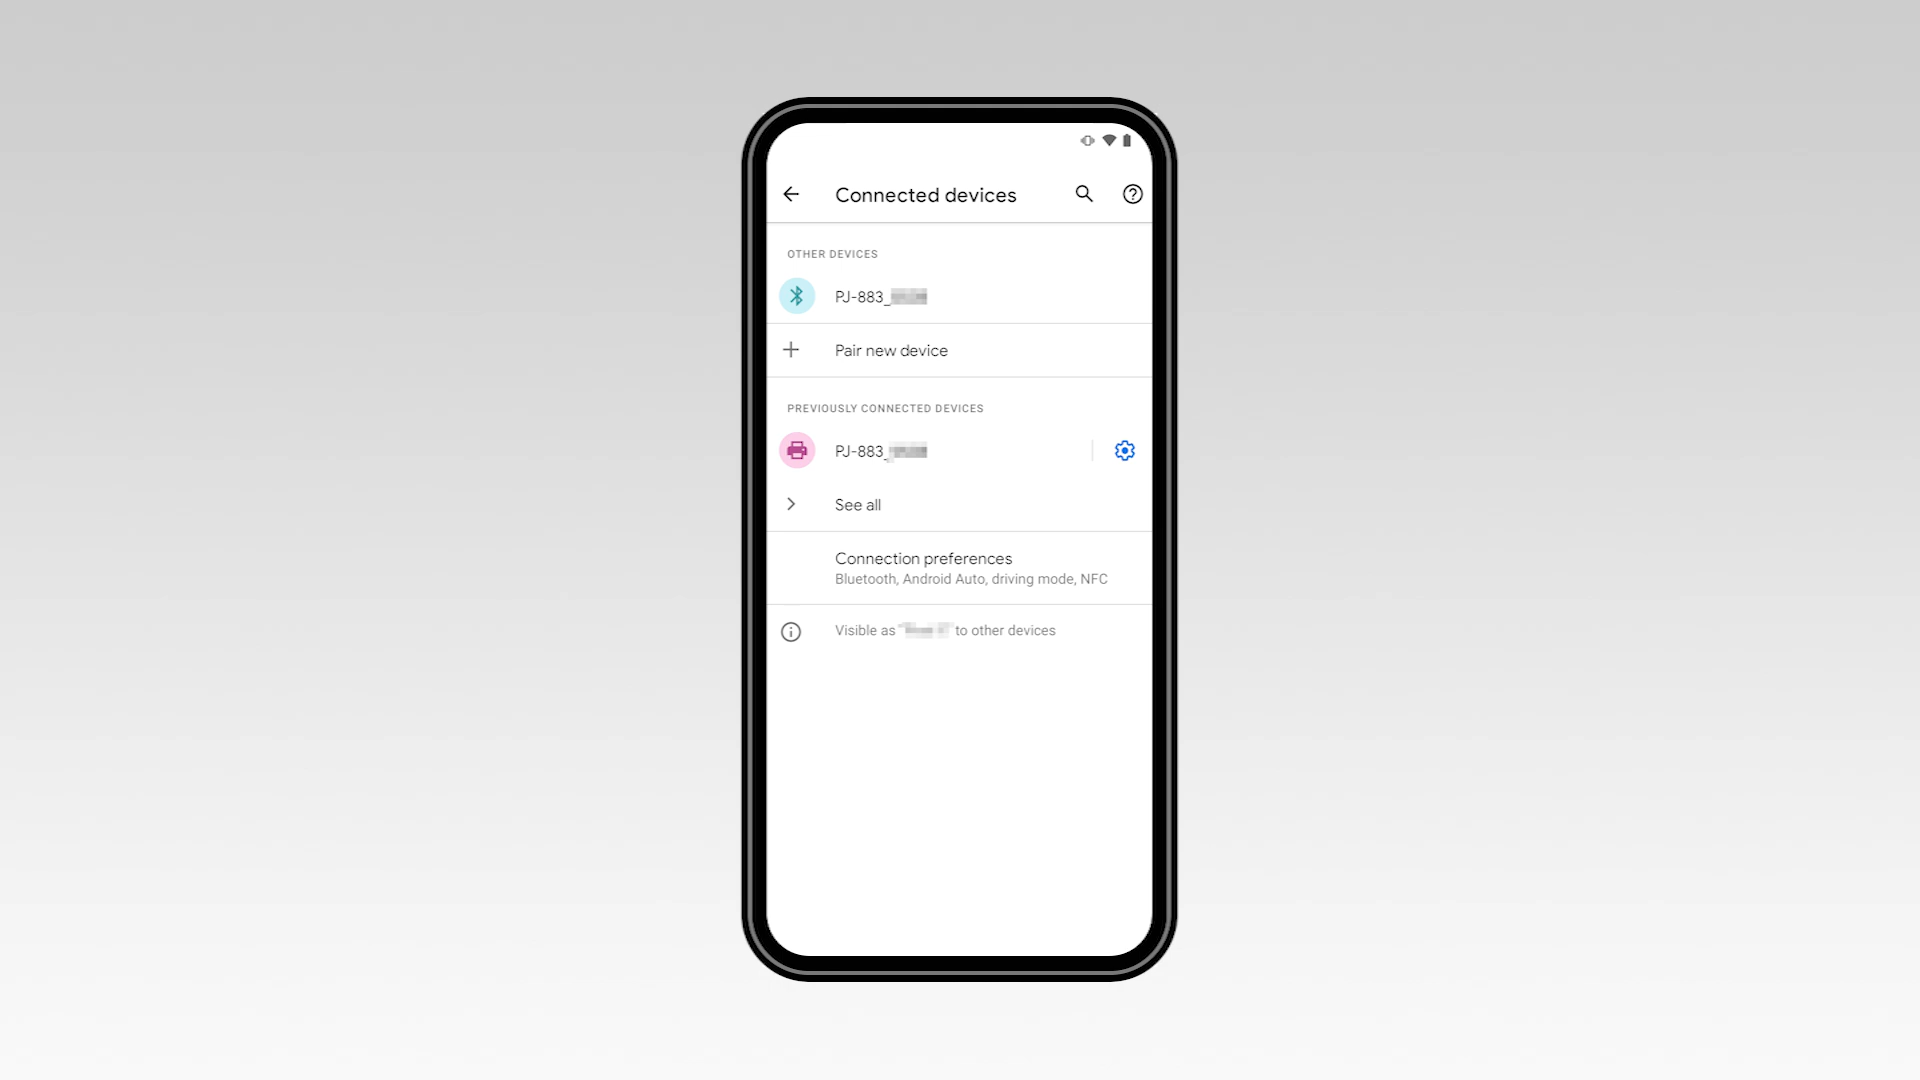 Connected devices
OTHER DEVICES
PJ-883_
Pair new device
PREVIOUSLY CONNECTED DEVICES
PJ-883_
See all
Connection preferences
Bluetooth, Android Auto, driving mode, NFC
Visible as " " to other devices